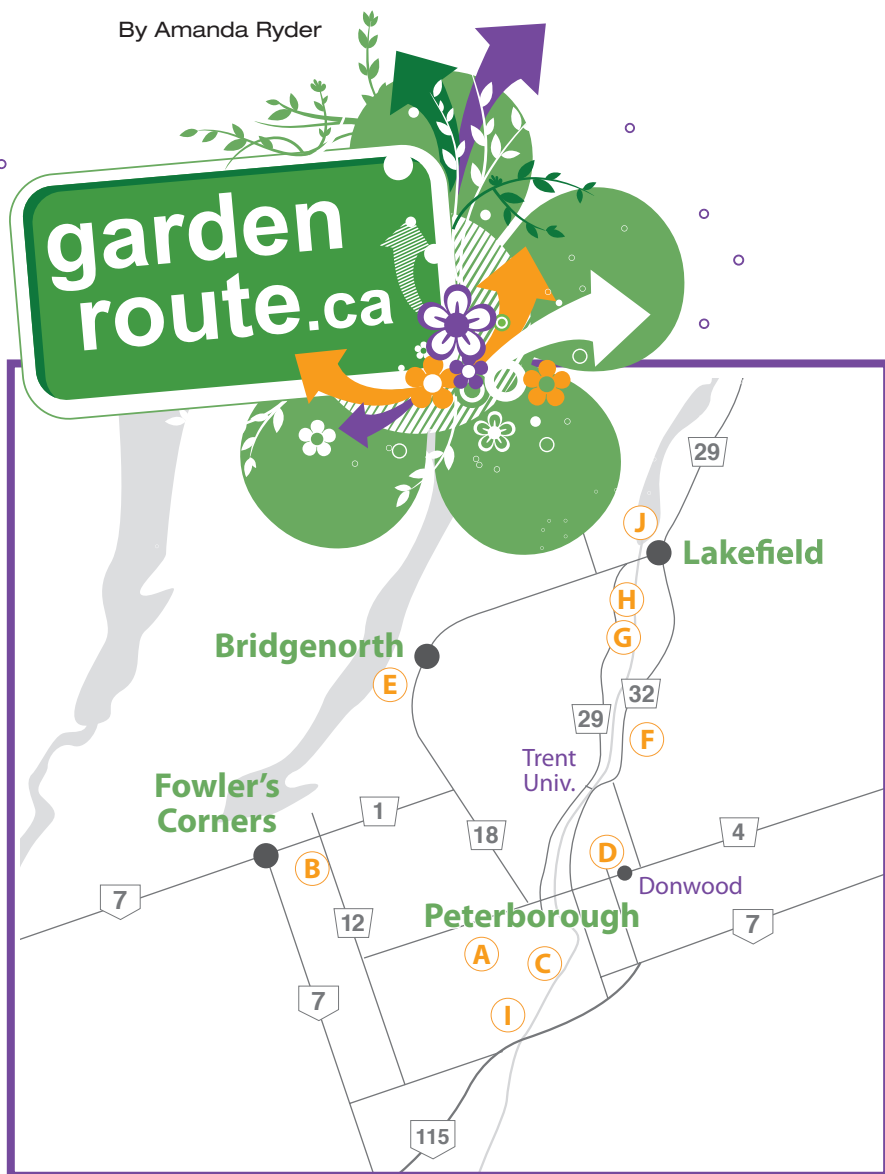 By Amanda Ryder
garden
route.ca
29
J
Lakefield
H
G
Bridgenorth
E
32
29
F
Trent
Univ.
Fowler's
Corners
1
18
4
D
B
Donwood
7
12
Peterborough
7
A
C
7
I
115